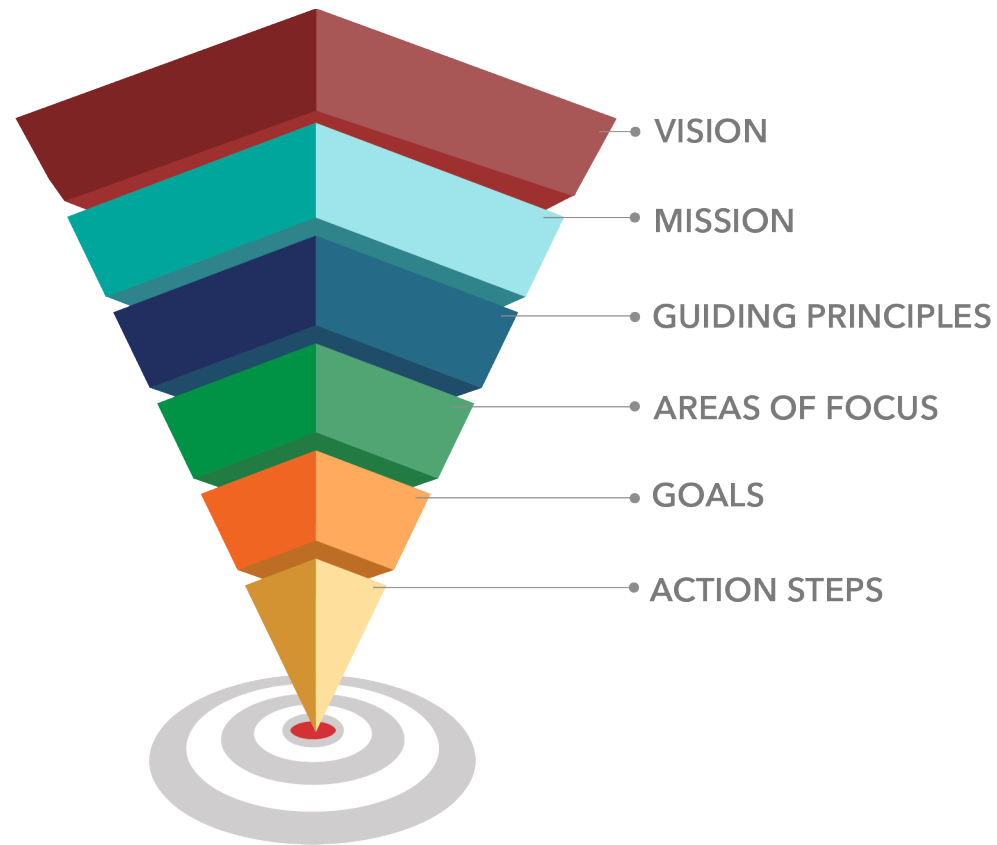 VISION
MISSION
GUIDING PRINCIPLES
AREAS OF FOCUS
GOALS
ACTION STEPS